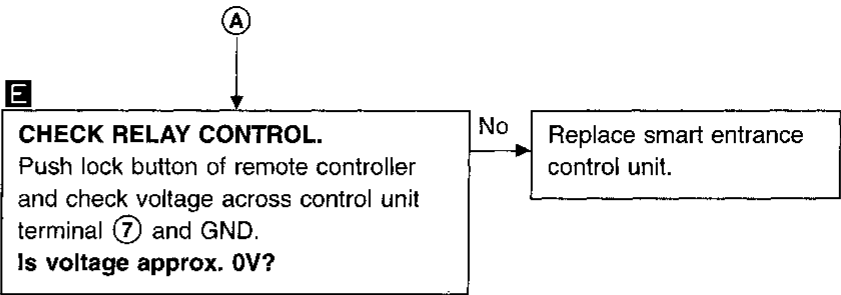 A
E
CHECK RELAY CONTROL.
Push lock button of remote controller
and check voltage across control unit
terminal ⑦ and GND.
Is voltage approx. 0V?
No
Replace smart entrance
control unit.